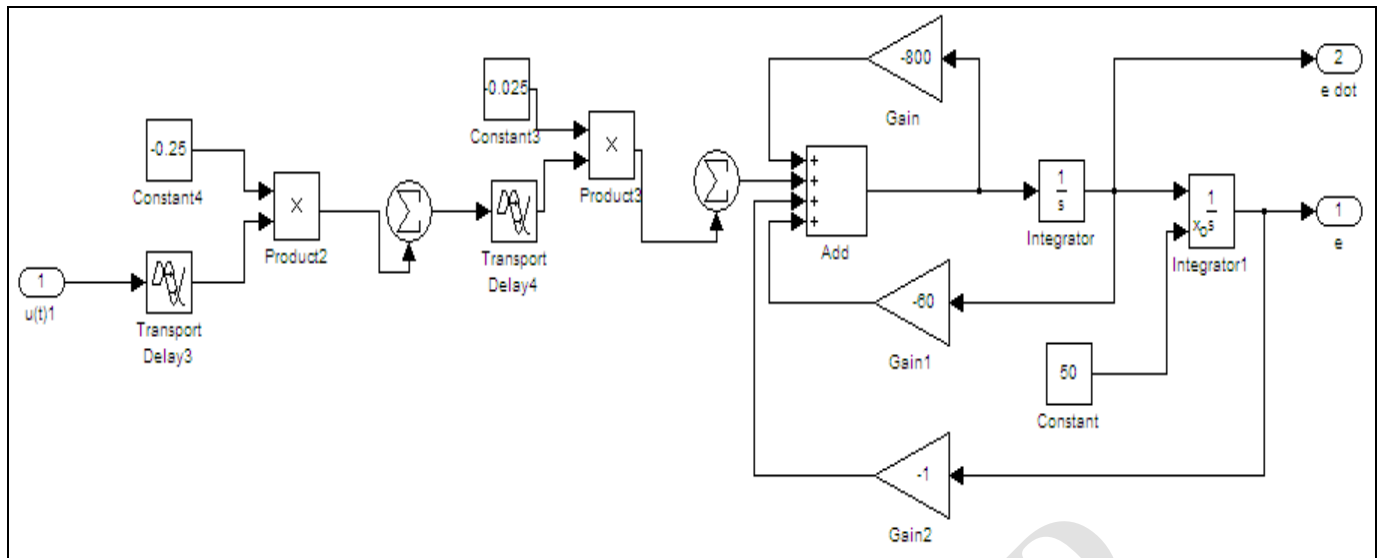 -800
Gain
2
e dot
-0.025
Constant3
×
Product3
-0.25
Constant4
×
Product2
∑
∑
+
+
+
+
Add
1
s
Integrator
xo 1
s
Integrator1
1
e
Transport
Delay4
1
u(t)1
Transport
Delay3
-60
Gain1
50
Constant
-1
Gain2